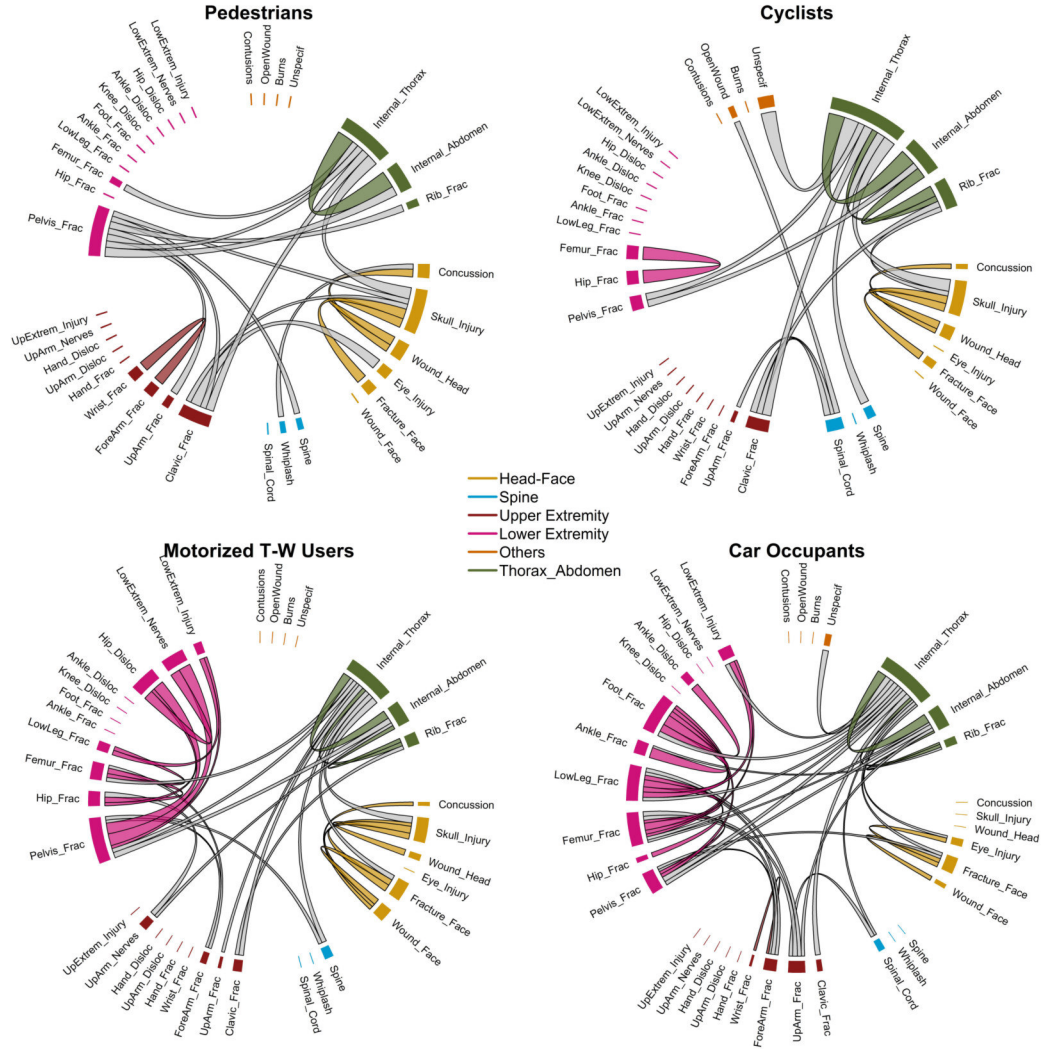 Pedestrians
Contusions
OpenWound
Burns
Unspecif
Internal_Thorax
Internal_Abdomen
Rib_Frac
Concussion
Skull_Injury
Wound_Head
Eye_Injury
Fracture_Face
Wound_Face
Spine
Whiplash
Spinal_Cord
Clavic_Frac
UpArm_Frac
ForeArm_Frac
Wrist_Frac
Hand_Frac
UpArm_Disloc
Hand_Disloc
UpArm_Nerves
UpExtrem_Injury
Pelvis_Frac
Hip_Frac
Femur_Frac
LowLeg_Frac
Ankle_Frac
Foot_Frac
Knee_Disloc
Ankle_Disloc
Hip_Disloc
LowExtrem_Nerves
LowExtrem_Injury
Cyclists
Contusions
OpenWound
Burns
Unspecif
Internal_Thorax
Internal_Abdomen
Rib_Frac
Concussion
Skull_Injury
Wound_Head
Eye_Injury
Fracture_Face
Wound_Face
Spine
Whiplash
Spinal_Cord
Clavic_Frac
UpArm_Frac
ForeArm_Frac
Wrist_Frac
Hand_Frac
UpArm_Disloc
Hand_Disloc
UpArm_Nerves
UpExtrem_Injury
Pelvis_Frac
Hip_Frac
Femur_Frac
LowLeg_Frac
Ankle_Frac
Foot_Frac
Knee_Disloc
Ankle_Disloc
Hip_Disloc
LowExtrem_Nerves
LowExtrem_Injury
Head-Face
Spine
Upper Extremity
Lower Extremity
Others
Thorax_Abdomen
Motorized T-W Users
Contusions
OpenWound
Burns
Unspecif
Internal_Thorax
Internal_Abdomen
Rib_Frac
Concussion
Skull_Injury
Wound_Head
Eye_Injury
Fracture_Face
Wound_Face
Spine
Whiplash
Spinal_Cord
Clavic_Frac
UpArm_Frac
ForeArm_Frac
Wrist_Frac
Hand_Frac
UpArm_Disloc
Hand_Disloc
UpArm_Nerves
UpExtrem_Injury
Pelvis_Frac
Hip_Frac
Femur_Frac
LowLeg_Frac
Ankle_Frac
Foot_Frac
Knee_Disloc
Ankle_Disloc
Hip_Disloc
LowExtrem_Nerves
LowExtrem_Injury
Car Occupants
Contusions
OpenWound
Burns
Unspecif
Internal_Thorax
Internal_Abdomen
Rib_Frac
Concussion
Skull_Injury
Wound_Head
Eye_Injury
Fracture_Face
Wound_Face
Spine
Whiplash
Spinal_Cord
Clavic_Frac
UpArm_Frac
ForeArm_Frac
Wrist_Frac
Hand_Frac
UpArm_Disloc
Hand_Disloc
UpArm_Nerves
UpExtrem_Injury
Pelvis_Frac
Hip_Frac
Femur_Frac
LowLeg_Frac
Ankle_Frac
Foot_Frac
Knee_Disloc
Ankle_Disloc
Hip_Disloc
LowExtrem_Nerves
LowExtrem_Injury